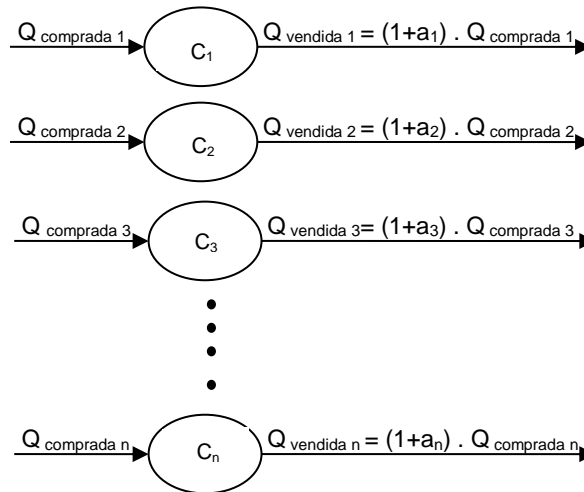 Q comprada 1 C1 Q vendida 1 = (1+a1) . Q comprada 1
Q comprada 2 C2 Q vendida 2 = (1+a2) . Q comprada 2
Q comprada 3 C3 Q vendida 3= (1+a3) . Q comprada 3
Q comprada n Cn Q vendida n = (1+an) . Q comprada n